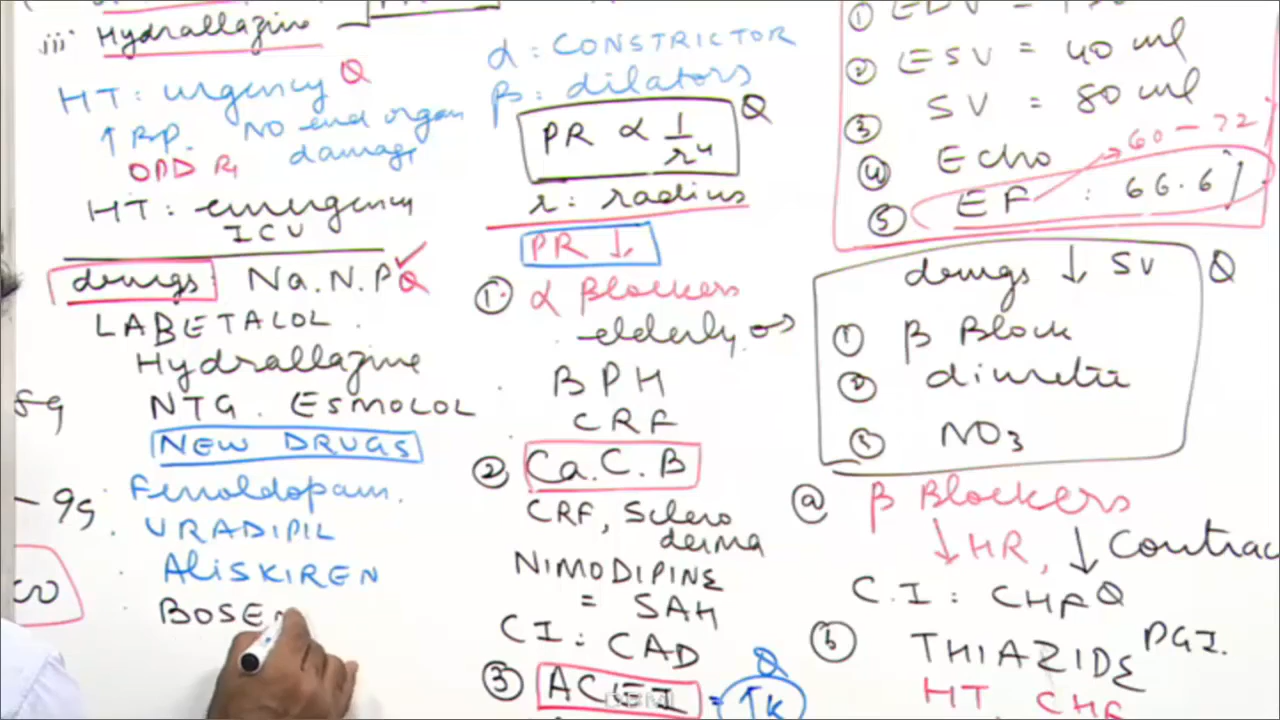 iii Hydrallazine
HT: urgency Q
↑ B.p. NO end organ
damage
OPD Rx
HT: emergency
ICU
drugs: Na.N.P Q
LABETALOL.
Hydrallazine
NTG. ESMOLOL
NEW DRUGS
Fenoldopam.
URADIPIL
ALiSKIREN
BOSEN
- 9g
α: CONSTRICTOR
β: dilators
PR α 1/r⁴ Q
r: radius
PR ↓
① α Blockers
elderly
BPH
CRF
② Ca.C.B
CRF, Sclero
derma
NIMODIPINE
= SAH
CI: CAD
③ ACEI = ↑K Q
② ESV = 40 ml
③ SV = 80 ml
④ Echo
60-72
⑤ EF : 66.6%
drugs ↓ SV Q
① β Block
② diuretic
③ NO3
ⓐ β Blockers
↓ HR, ↓ Contrac
C.I: CHF Q
ⓑ THIAZIDE PGI.
HT CHF